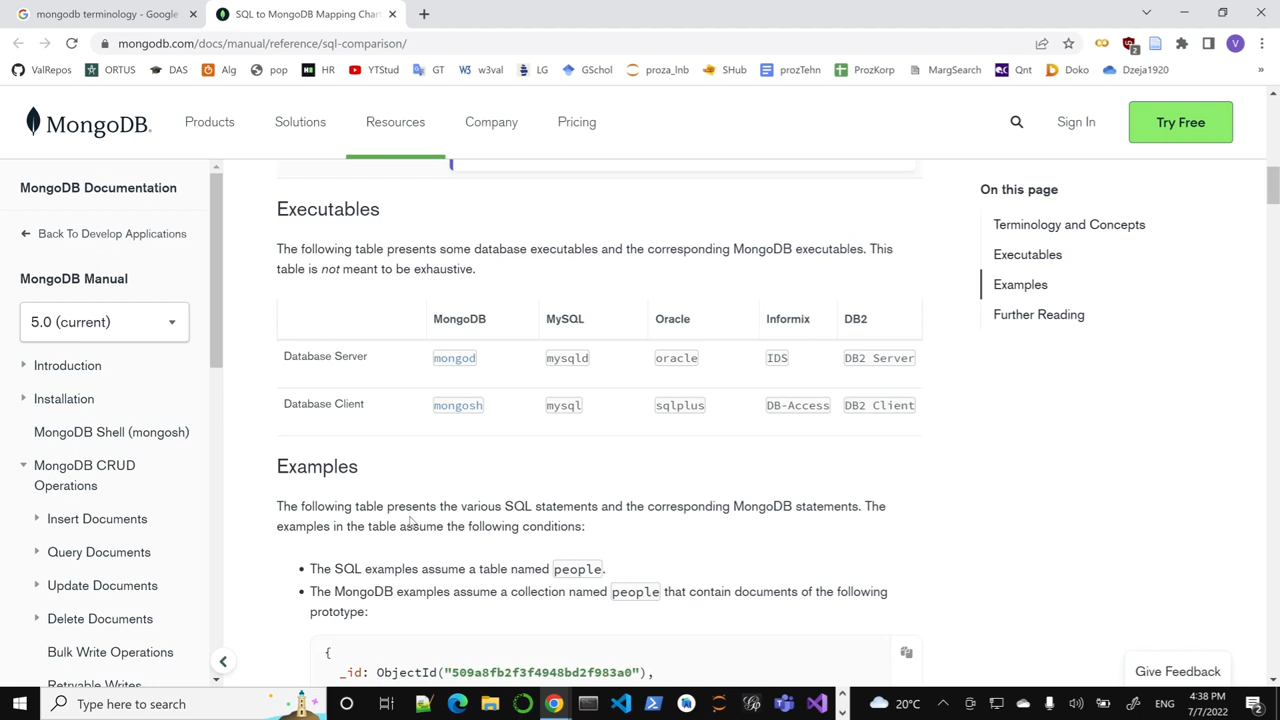 mongodb terminology - Google
SQL to MongoDB Mapping Char
mongodb.com/docs/manual/reference/sql-comparison/
2
V
ValRepos ORTUS DAS Alg pop HR YTStud GT W3 w3val LG GSchol proza_lnb SHub prozTehn ProzKorp MargSearch Qnt Doko Dzeja1920 »
MongoDB.
Products Solutions Resources Company Pricing Sign In Try Free
MongoDB Documentation
Back To Develop Applications
MongoDB Manual
5.0 (current)
Introduction
Installation
MongoDB Shell (mongosh)
MongoDB CRUD
Operations
Insert Documents
Query Documents
Update Documents
Delete Documents
Bulk Write Operations
Retryable Writes
Executables
The following table presents some database executables and the corresponding MongoDB executables. This
table is not meant to be exhaustive.
MongoDB MySQL Oracle Informix DB2
Database Server mongod mysqld oracle IDS DB2 Server
Database Client mongosh mysql sqlplus DB-Access DB2 Client
Examples
The following table presents the various SQL statements and the corresponding MongoDB statements. The
examples in the table assume the following conditions:
• The SQL examples assume a table named people.
• The MongoDB examples assume a collection named people that contain documents of the following
prototype:
{
_id: ObjectId("509a8fb2f3f4948bd2f983a0"),
On this page
Terminology and Concepts
Executables
Examples
Further Reading
Give Feedback
Type here to search
20°C
ENG
4:38 PM
7/7/2022
2